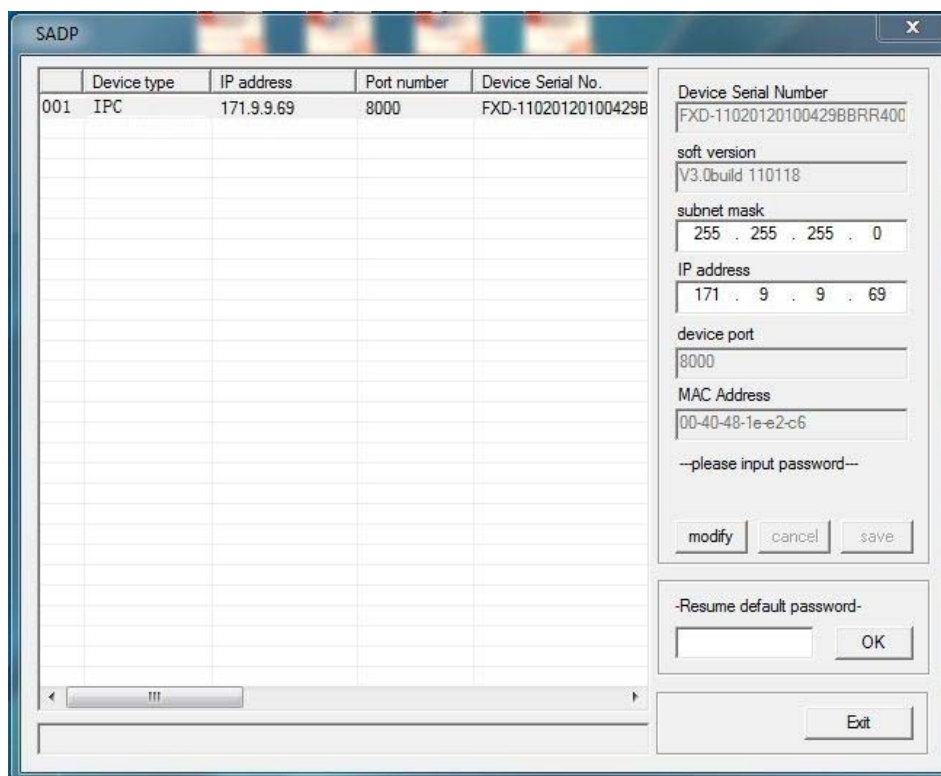 SADP
Device type IP address Port number Device Serial No.
001 IPC 171.9.9.69 8000 FXD-11020120100429B
Device Serial Number
FXD-11020120100429BBRR400
soft version
V3.0build 110118
subnet mask
255 . 255 . 255 . 0
IP address
171 . 9 . 9 . 69
device port
8000
MAC Address
00-40-48-1e-e2-c6
---please input password---
modify cancel save
-Resume default password-
OK
Exit